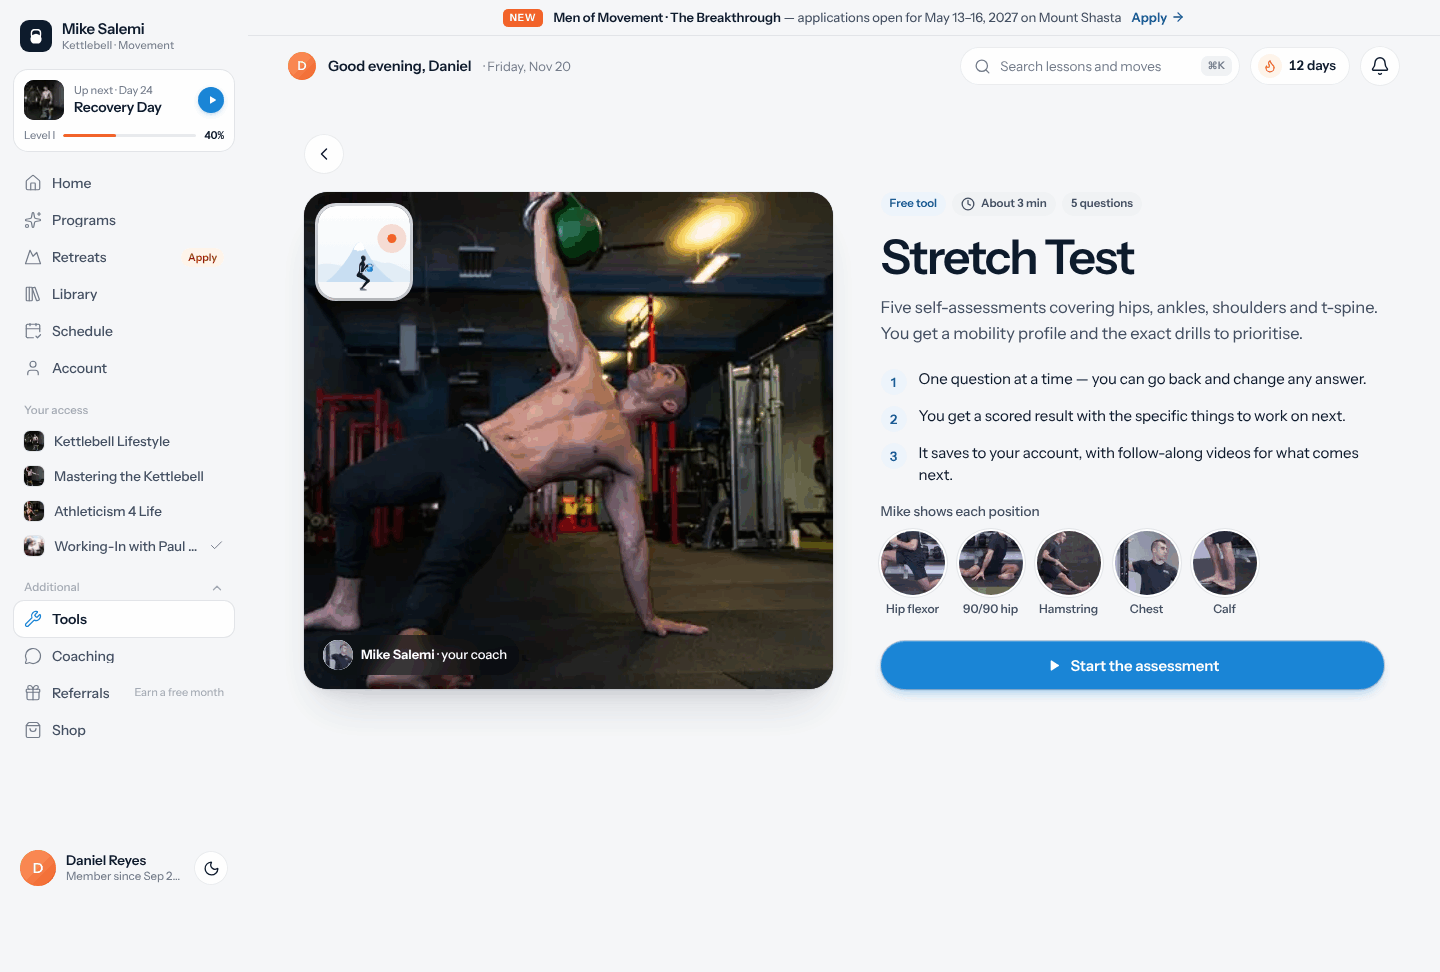 Mike Salemi
Kettlebell · Movement
Up next · Day 24
Recovery Day
Level I
40%
Home
Programs
Retreats
Apply
Library
Schedule
Account
Your access
Kettlebell Lifestyle
Mastering the Kettlebell
Athleticism 4 Life
Working-In with Paul ...
Additional
Tools
Coaching
Referrals
Earn a free month
Shop
D
Daniel Reyes
Member since Sep 2...
NEW Men of Movement · The Breakthrough — applications open for May 13–16, 2027 on Mount Shasta Apply →
D Good evening, Daniel · Friday, Nov 20
Search lessons and moves
⌘K
12 days
Mike Salemi · your coach
Free tool
About 3 min
5 questions
Stretch Test
Five self-assessments covering hips, ankles, shoulders and t-spine.
You get a mobility profile and the exact drills to prioritise.
1 One question at a time — you can go back and change any answer.
2 You get a scored result with the specific things to work on next.
3 It saves to your account, with follow-along videos for what comes
next.
Mike shows each position
Hip flexor
90/90 hip
Hamstring
Chest
Calf
Start the assessment